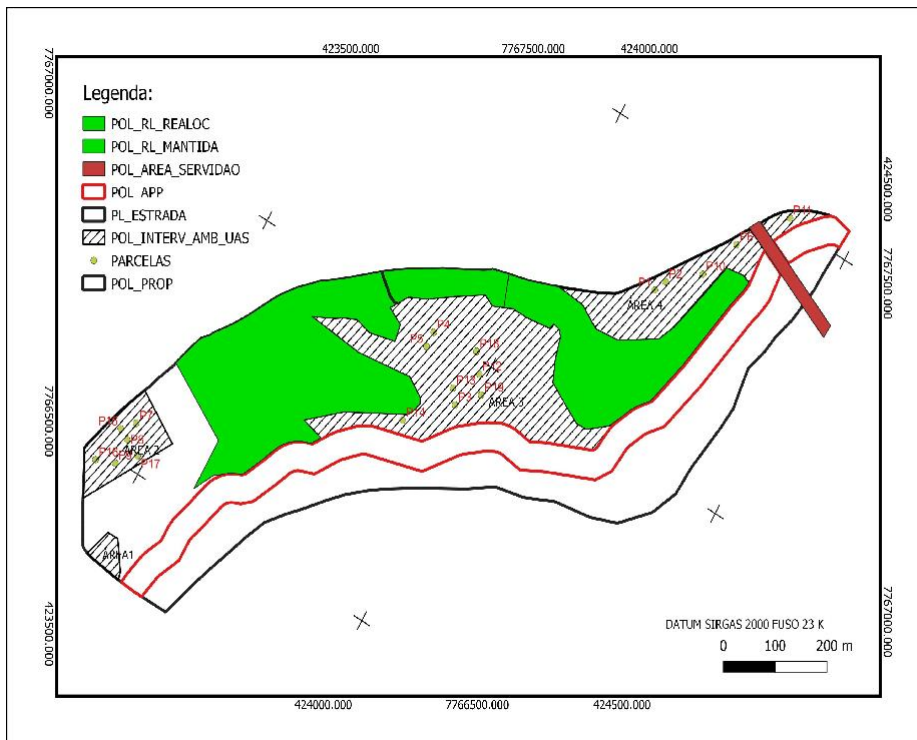 423500.000 7767500.000 424000.000
7767000.000
Legenda:
POL_RL_REALOC
POL_RL_MANTIDA
POL_AREA_SERVIDAO
POL_APP
PL_ESTRADA
POL_INTERV_AMB_UAS
PARCELAS
POL_PROP
424500.000
7767500.000
P11
P2
P10
P1
AREA 4
P4
P5
P18
P12
P13
P19
P3
AREA 3
P14
7766500.000
P16
P7
P8
AREA 2
P15
P17
AREA1
423500.000
7767000.000
DATUM SIRGAS 2000 FUSO 23 K
0 100 200 m
424000.000 7766500.000 424500.000